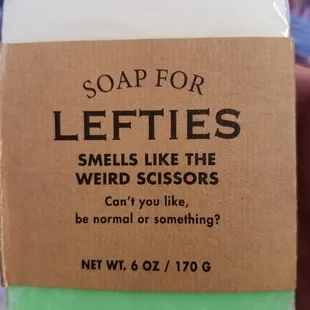 SOAP FOR
LEFTIES
SMELLS LIKE THE
WEIRD SCISSORS
Can't you like,
be normal or something?
NET WT. 6 OZ / 170 G